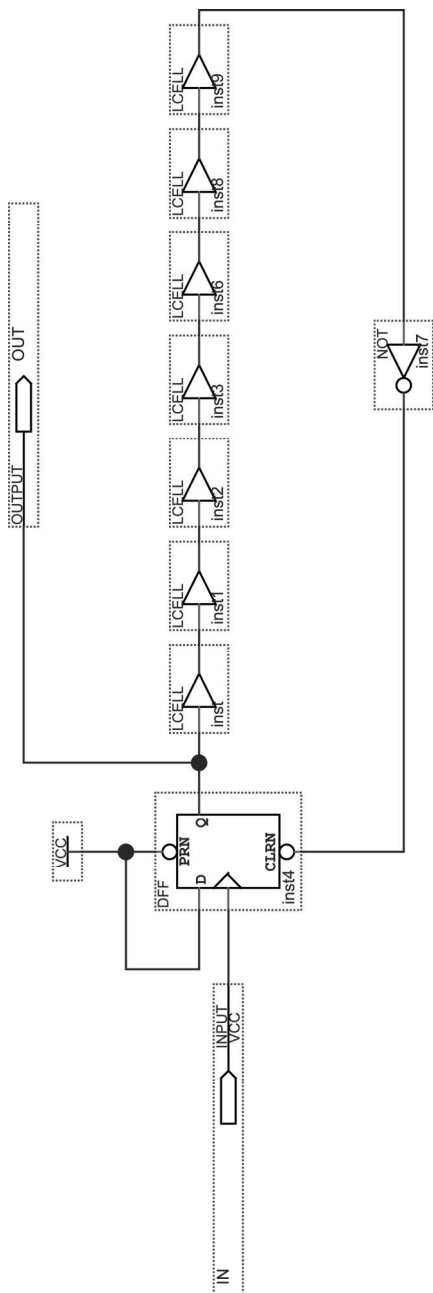 IN
INPUT
VCC
VCC
DFF
PRN
D
Q
CLRN
inst4
OUTPUT
OUT
LCELL
inst
LCELL
inst1
LCELL
inst2
LCELL
inst3
LCELL
inst6
LCELL
inst8
LCELL
inst9
NOT
inst7